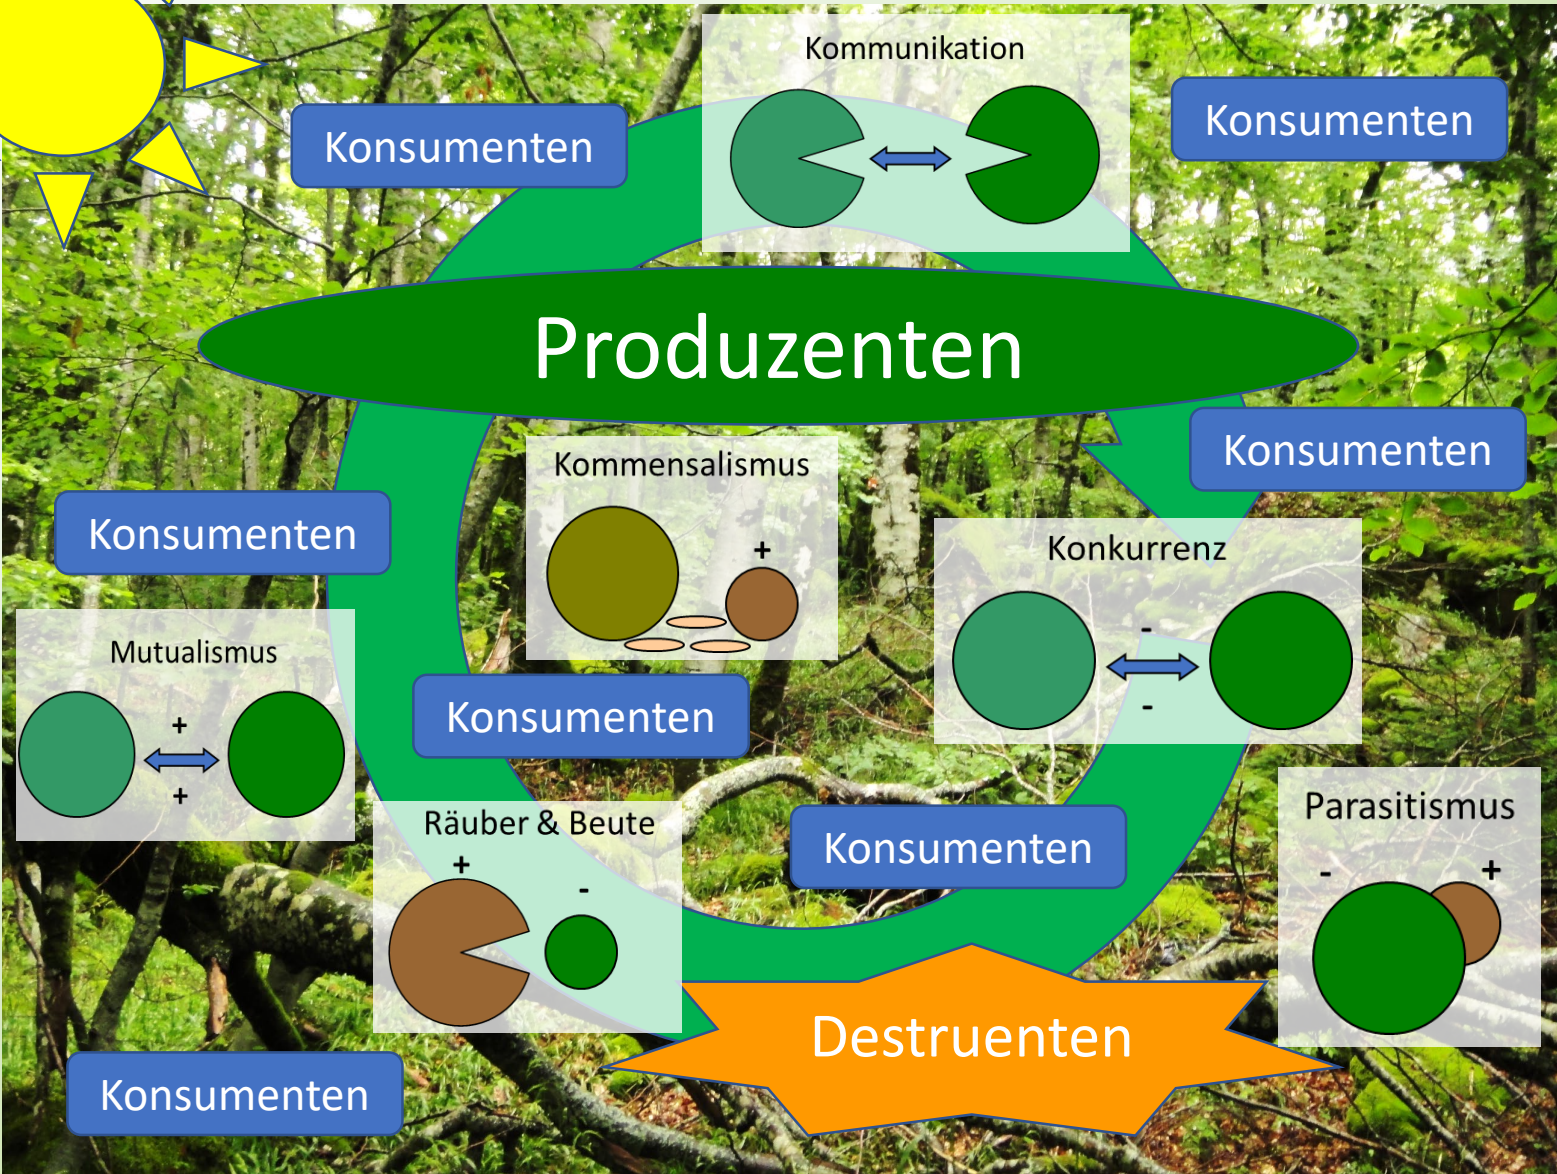 Kommunikation
Konsumenten
Konsumenten
Produzenten
Konsumenten
Kommensalismus
+
Konsumenten
Konkurrenz
-
-
Mutualismus
+
+
Konsumenten
Räuber & Beute
+
-
Konsumenten
Parasitismus
-
+
Destruenten
Konsumenten